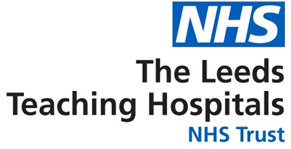 NHS
The Leeds
Teaching Hospitals
NHS Trust